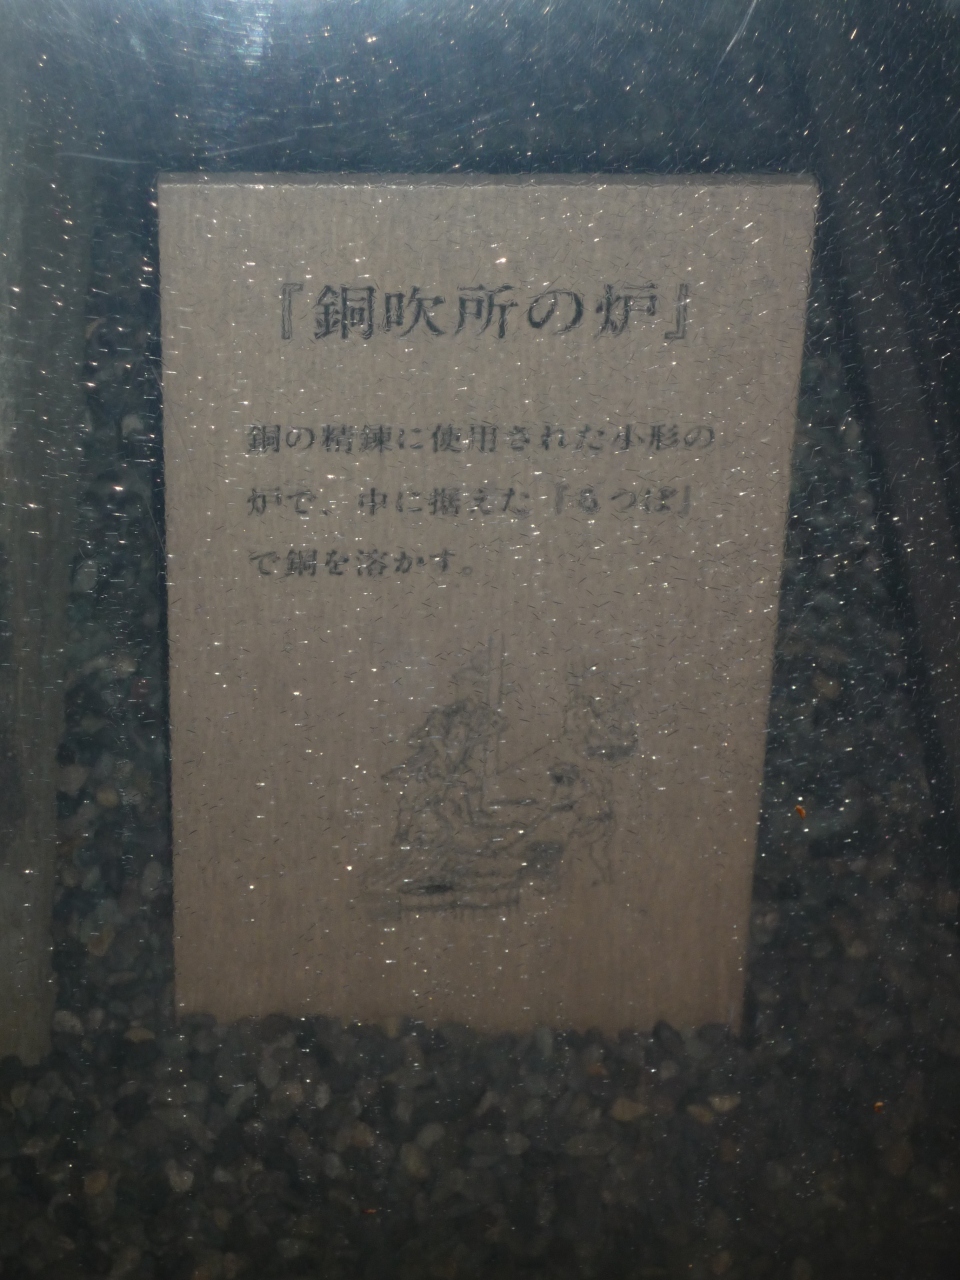 『銅吹所の炉』
銅の精錬に使用された小形の
炉で、中に据えた『るつぼ』
で銅を溶かす。